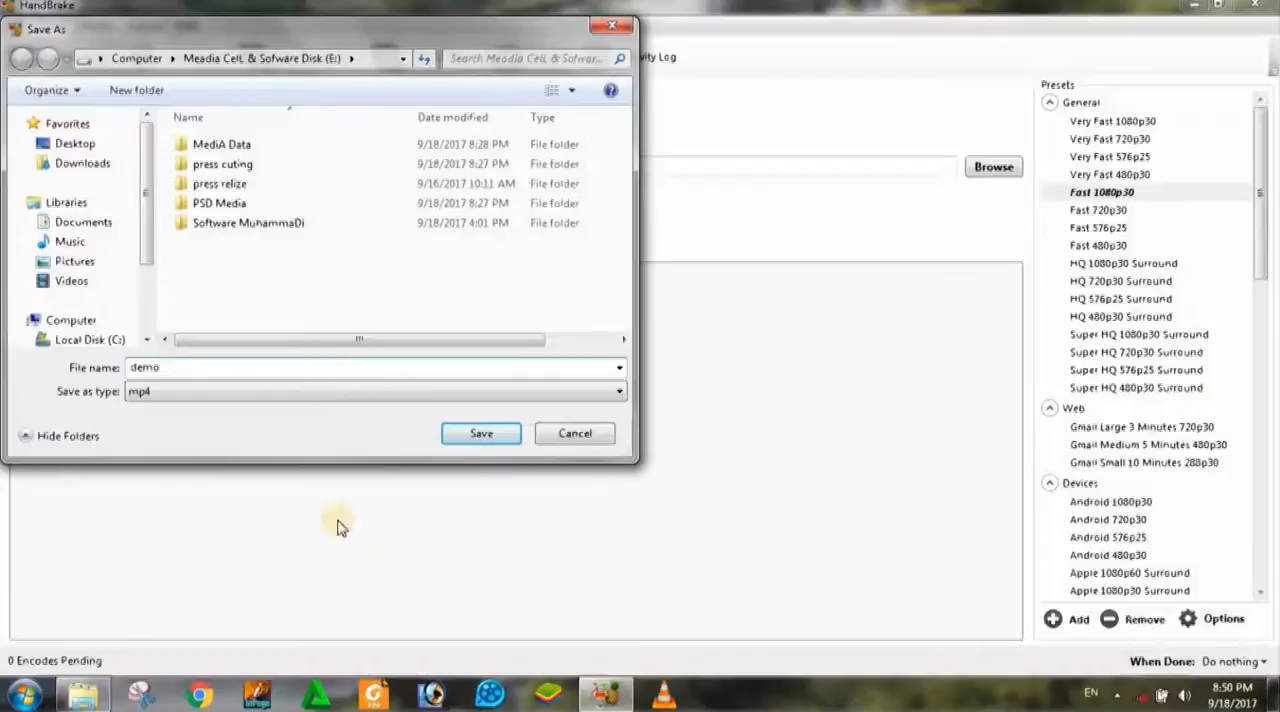 HandBrake
Save As
Computer Meadia CelL & Sofware Disk (E:)
Search Meadia CelL & Sofwar...
vity Log
Organize
New folder
Name Date modified Type
Favorites
Desktop
Downloads
Libraries
Documents
Music
Pictures
Videos
Computer
Local Disk (C:)
MediA Data 9/18/2017 8:28 PM File folder
press cuting 9/18/2017 8:27 PM File folder
press relize 9/16/2017 10:11 AM File folder
PSD Media 9/18/2017 8:27 PM File folder
Software MuhammaDi 9/18/2017 4:01 PM File folder
File name: demo
Save as type: mp4
Hide Folders
Save
Cancel
Browse
Presets
General
Very Fast 1080p30
Very Fast 720p30
Very Fast 576p25
Very Fast 480p30
Fast 1080p30
Fast 720p30
Fast 576p25
Fast 480p30
HQ 1080p30 Surround
HQ 720p30 Surround
HQ 576p25 Surround
HQ 480p30 Surround
Super HQ 1080p30 Surround
Super HQ 720p30 Surround
Super HQ 576p25 Surround
Super HQ 480p30 Surround
Web
Gmail Large 3 Minutes 720p30
Gmail Medium 5 Minutes 480p30
Gmail Small 10 Minutes 288p30
Devices
Android 1080p30
Android 720p30
Android 576p25
Android 480p30
Apple 1080p60 Surround
Apple 1080p30 Surround
Add Remove Options
0 Encodes Pending
When Done: Do nothing
EN
8:50 PM
9/18/2017